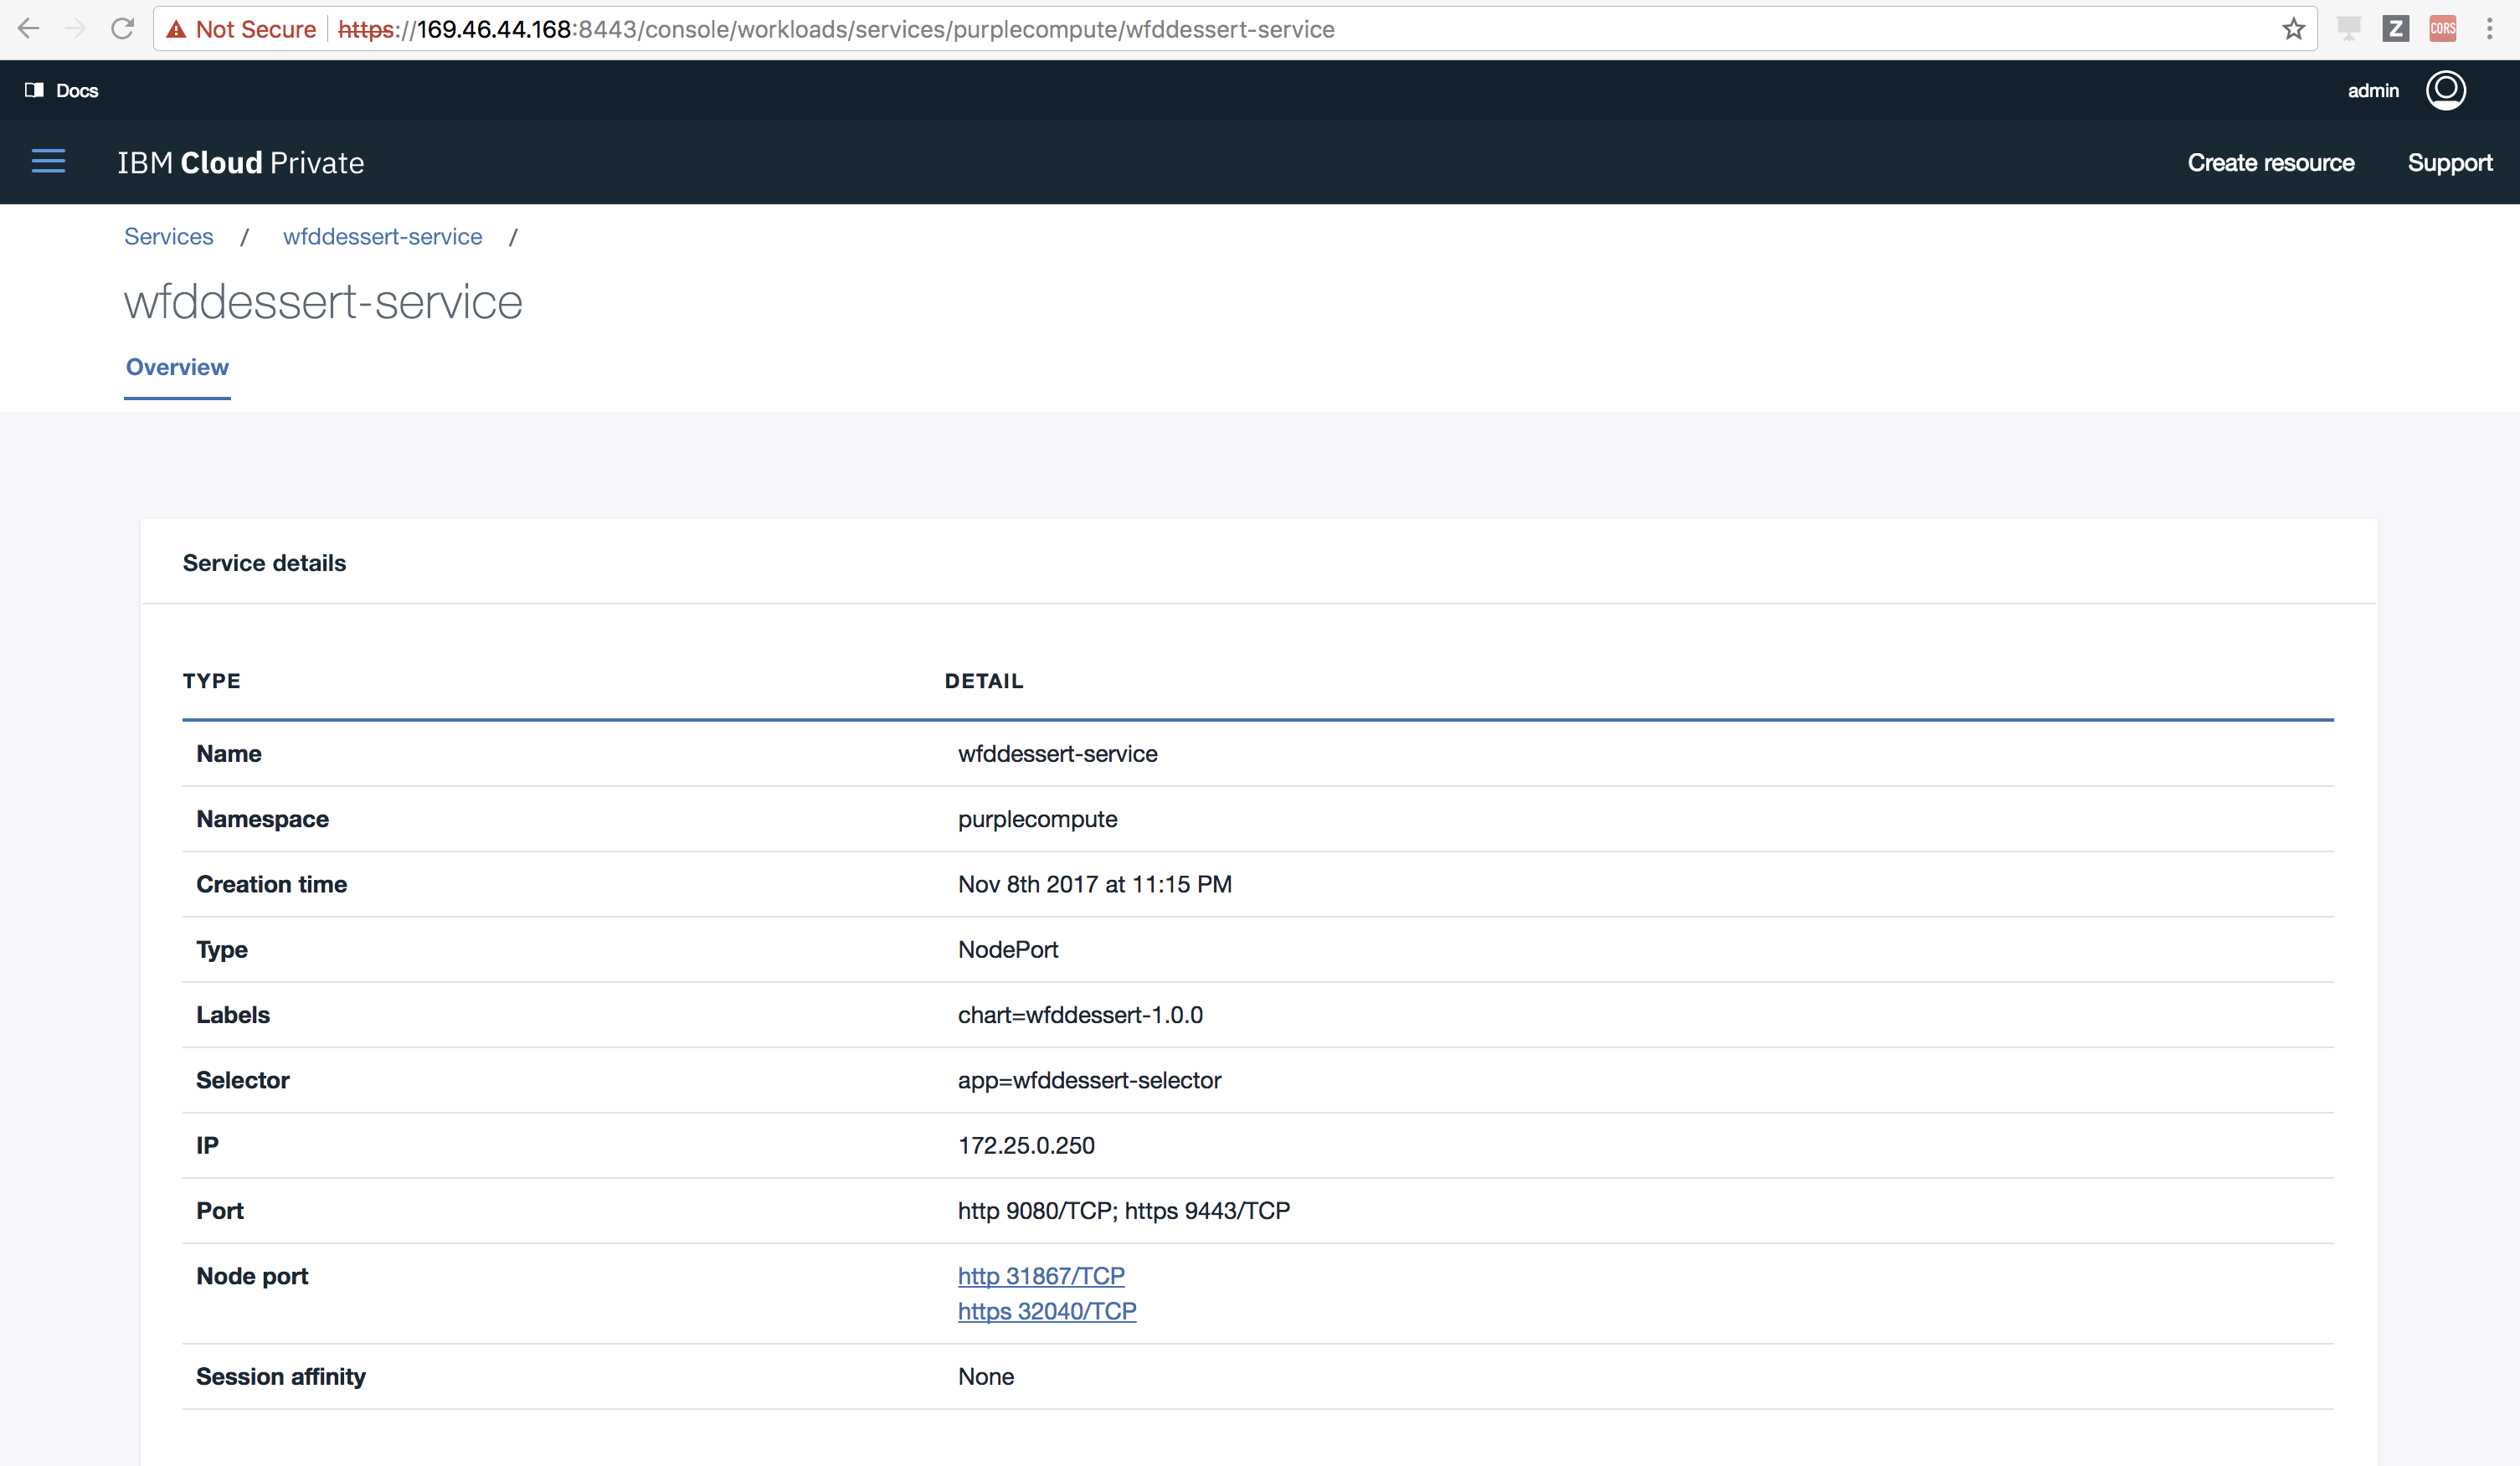 Not Secure https://169.46.44.168:8443/console/workloads/services/purplecompute/wfddessert-service Z CORS
Docs admin
IBM Cloud Private Create resource Support
Services / wfddessert-service /
wfddessert-service
Overview
Service details
TYPE DETAIL
Name wfddessert-service
Namespace purplecompute
Creation time Nov 8th 2017 at 11:15 PM
Type NodePort
Labels chart=wfddessert-1.0.0
Selector app=wfddessert-selector
IP 172.25.0.250
Port http 9080/TCP; https 9443/TCP
Node port http 31867/TCP
https 32040/TCP
Session affinity None